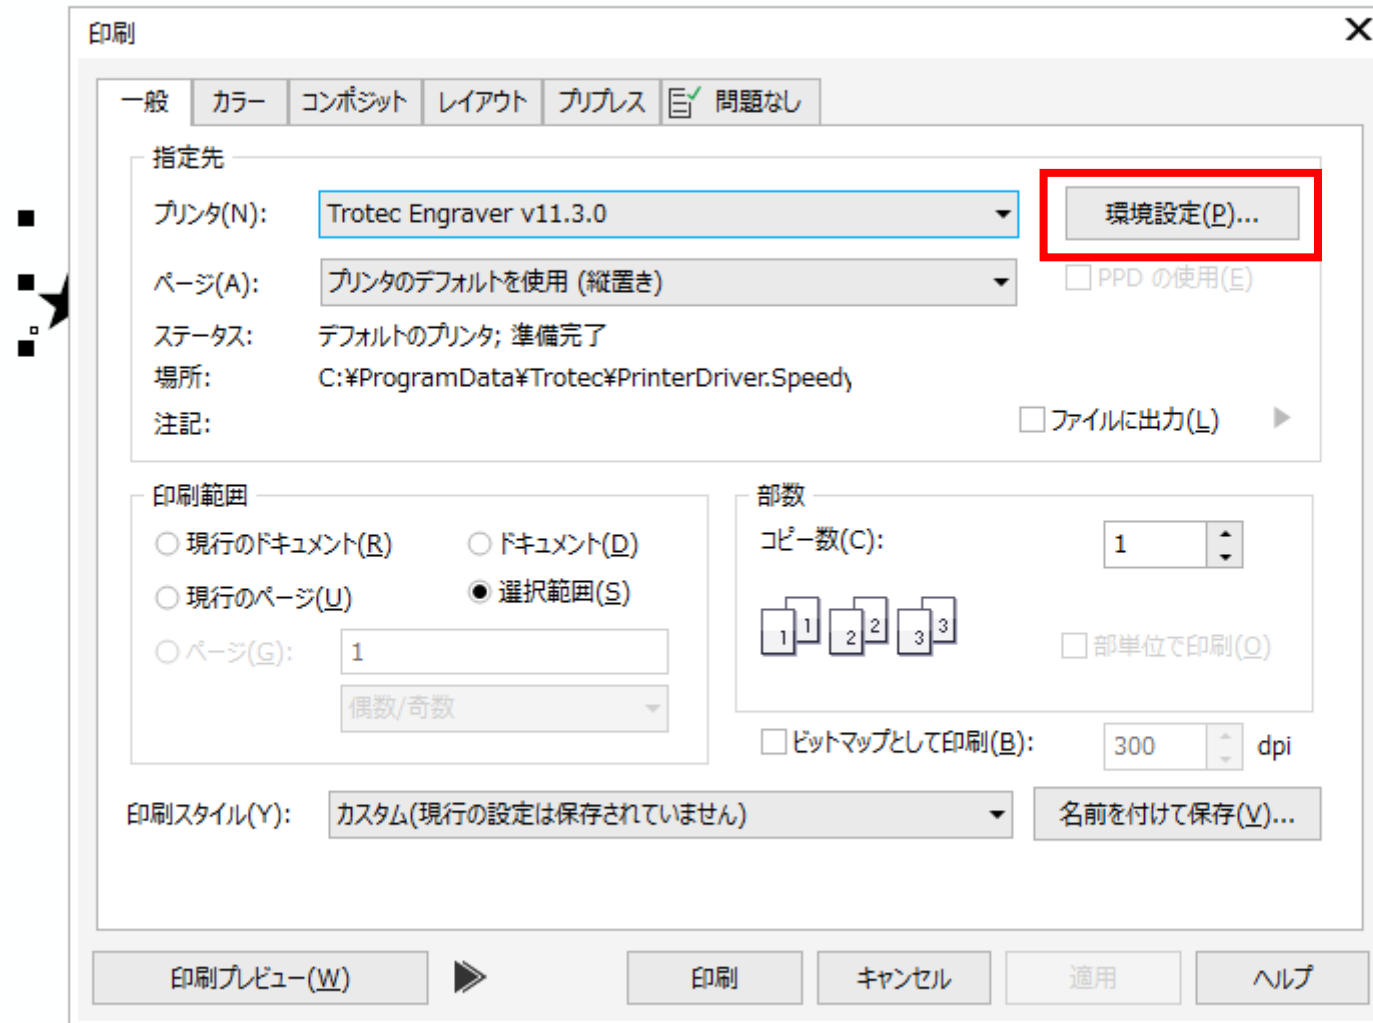 印刷
一般 カラー コンポジット レイアウト プリプレス 問題なし
指定先
プリンタ(N): Trotec Engraver v11.3.0 環境設定(P)...
ページ(A): プリンタのデフォルトを使用 (縦置き) PPD の使用(E)
ステータス: デフォルトのプリンタ; 準備完了
場所: C:¥ProgramData¥Trotec¥PrinterDriver.Speedy
注記: ファイルに出力(L)
印刷範囲
現行のドキュメント(R) ドキュメント(D)
現行のページ(U) 選択範囲(S)
ページ(G): 1
偶数/奇数
部数
コピー数(C): 1
1 1 2 2 3 3
部単位で印刷(O)
ビットマップとして印刷(B): 300 dpi
印刷スタイル(Y): カスタム(現行の設定は保存されていません) 名前を付けて保存(V)...
印刷プレビュー(W) 印刷 キャンセル 適用 ヘルプ